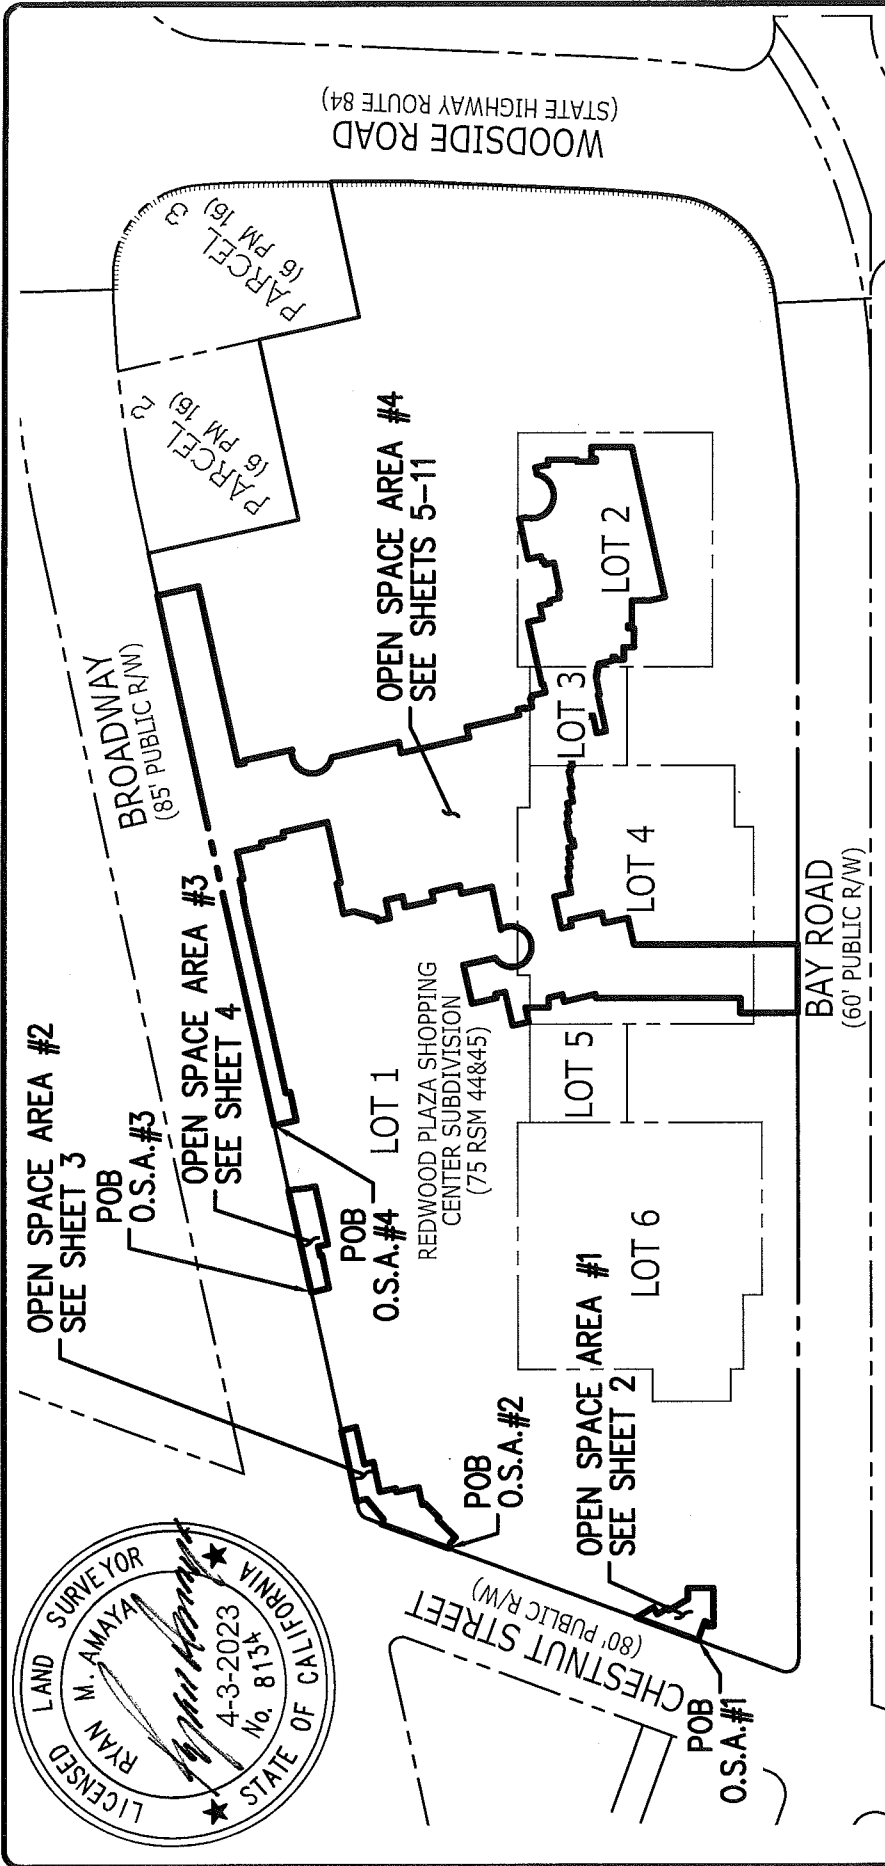 OPEN SPACE AREA #2
SEE SHEET 3
POB
O.S.A.#3
OPEN SPACE AREA #3
SEE SHEET 4
BROADWAY
(85' PUBLIC R/W)
PARCEL 2
(6 PM 16)
PARCEL 3
(6 PM 16)
WOODSIDE ROAD
(STATE HIGHWAY ROUTE 84)
OPEN SPACE AREA #4
SEE SHEETS 5-11
POB
O.S.A.#4
LOT 1
REDWOOD PLAZA SHOPPING
CENTER SUBDIVISION
(75 RSM 44&45)
LOT 2
LOT 3
LOT 4
LOT 5
LOT 6
POB
O.S.A.#2
OPEN SPACE AREA #1
SEE SHEET 2
CHESTNUT STREET
(80' PUBLIC R/W)
POB
O.S.A.#1
BAY ROAD
(60' PUBLIC R/W)
LICENSED LAND SURVEYOR
RYAN M. AMAYA
4-3-2023
No. 8134
STATE OF CALIFORNIA